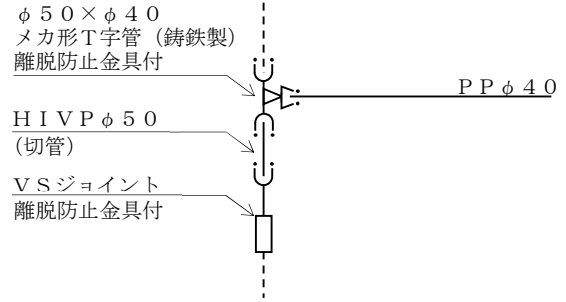 φ５０×φ４０
メカ形Ｔ字管（鋳鉄製）
離脱防止金具付
ＰＰφ４０
ＨＩＶＰφ５０
（切管）
ＶＳジョイント
離脱防止金具付